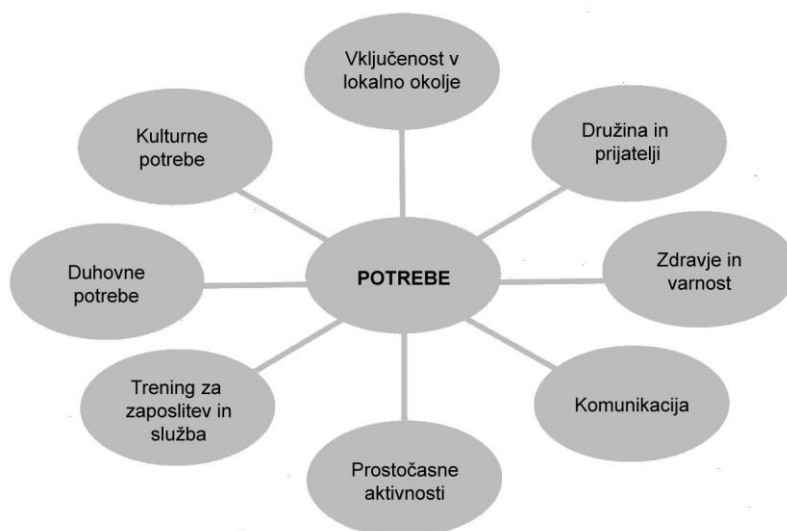 Vključenost v
lokalno okolje
Kulturne
potrebe
Družina in
prijatelji
Duhovne
potrebe
POTREBE
Zdravje in
varnost
Trening za
zaposlitev in
služba
Komunikacija
Prostočasne
aktivnosti